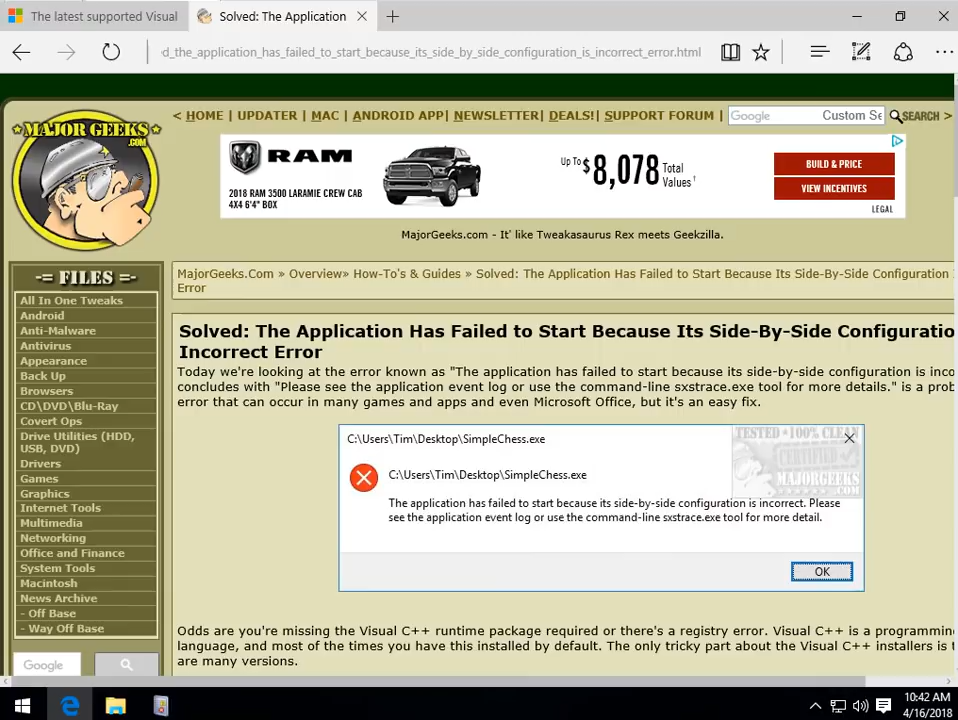 The latest supported Visual
Solved: The Application
d_the_application_has_failed_to_start_because_its_side_by_side_configuration_is_incorrect_error.html
MAJOR GEEKS
.COM
< HOME | UPDATER | MAC | ANDROID APP| NEWSLETTER| DEALS!| SUPPORT FORUM |
Google Custom Se
SEARCH >
RAM
2018 RAM 3500 LARAMIE CREW CAB
4X4 6'4" BOX
Up To $8,078 Total Values†
BUILD & PRICE
VIEW INCENTIVES
LEGAL
MajorGeeks.com - It' like Tweakasaurus Rex meets Geekzilla.
-= FILES =-
All In One Tweaks
Android
Anti-Malware
Antivirus
Appearance
Back Up
Browsers
CD\DVD\Blu-Ray
Covert Ops
Drive Utilities (HDD,
USB, DVD)
Drivers
Games
Graphics
Internet Tools
Multimedia
Networking
Office and Finance
System Tools
Macintosh
News Archive
- Off Base
- Way Off Base
Google
MajorGeeks.Com » Overview» How-To's & Guides » Solved: The Application Has Failed to Start Because Its Side-By-Side Configuration
Error
Solved: The Application Has Failed to Start Because Its Side-By-Side Configuratio
Incorrect Error
Today we're looking at the error known as "The application has failed to start because its side-by-side configuration is inco
concludes with "Please see the application event log or use the command-line sxstrace.exe tool for more details." is a prob
error that can occur in many games and apps and even Microsoft Office, but it's an easy fix.
C:\Users\Tim\Desktop\SimpleChess.exe
TESTED *100% CLEAN
CERTIFIED
MAJORGEEKS
.COM
C:\Users\Tim\Desktop\SimpleChess.exe
The application has failed to start because its side-by-side configuration is incorrect. Please
see the application event log or use the command-line sxstrace.exe tool for more detail.
OK
Odds are you're missing the Visual C++ runtime package required or there's a registry error. Visual C++ is a programmin
language, and most of the times you have this installed by default. The only tricky part about the Visual C++ installers is t
are many versions.
10:42 AM
4/16/2018